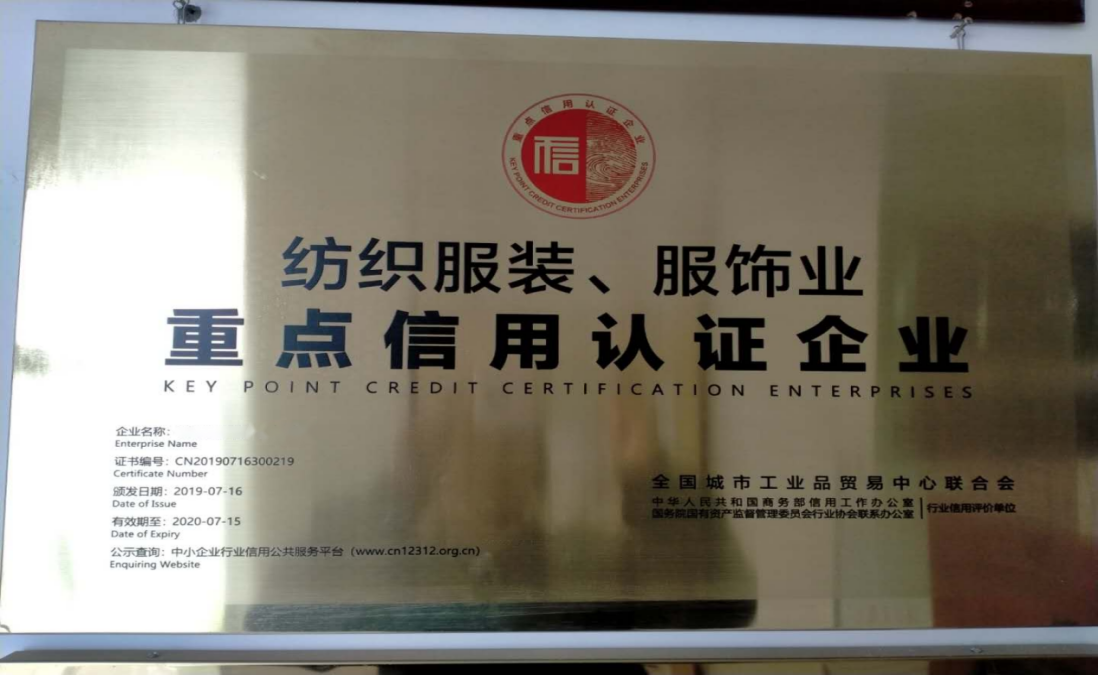 重点信用认证企业
信
KEY POINT CREDIT CERTIFICATION ENTERPRISES
纺织服装、服饰业
重点信用认证企业
KEY POINT CREDIT CERTIFICATION ENTERPRISES
企业名称:
Enterprise Name
证书编号: CN20190716300219
Certificate Number
颁发日期: 2019-07-16
Date of Issue
有效期至: 2020-07-15
Date of Expiry
公示查询: 中小企业行业信用公共服务平台 (www.cn12312.org.cn)
Enquiring Website
全国城市工业品贸易中心联合会
中华人民共和国商务部信用工作办公室
国务院国有资产监督管理委员会行业协会联系办公室
行业信用评价单位